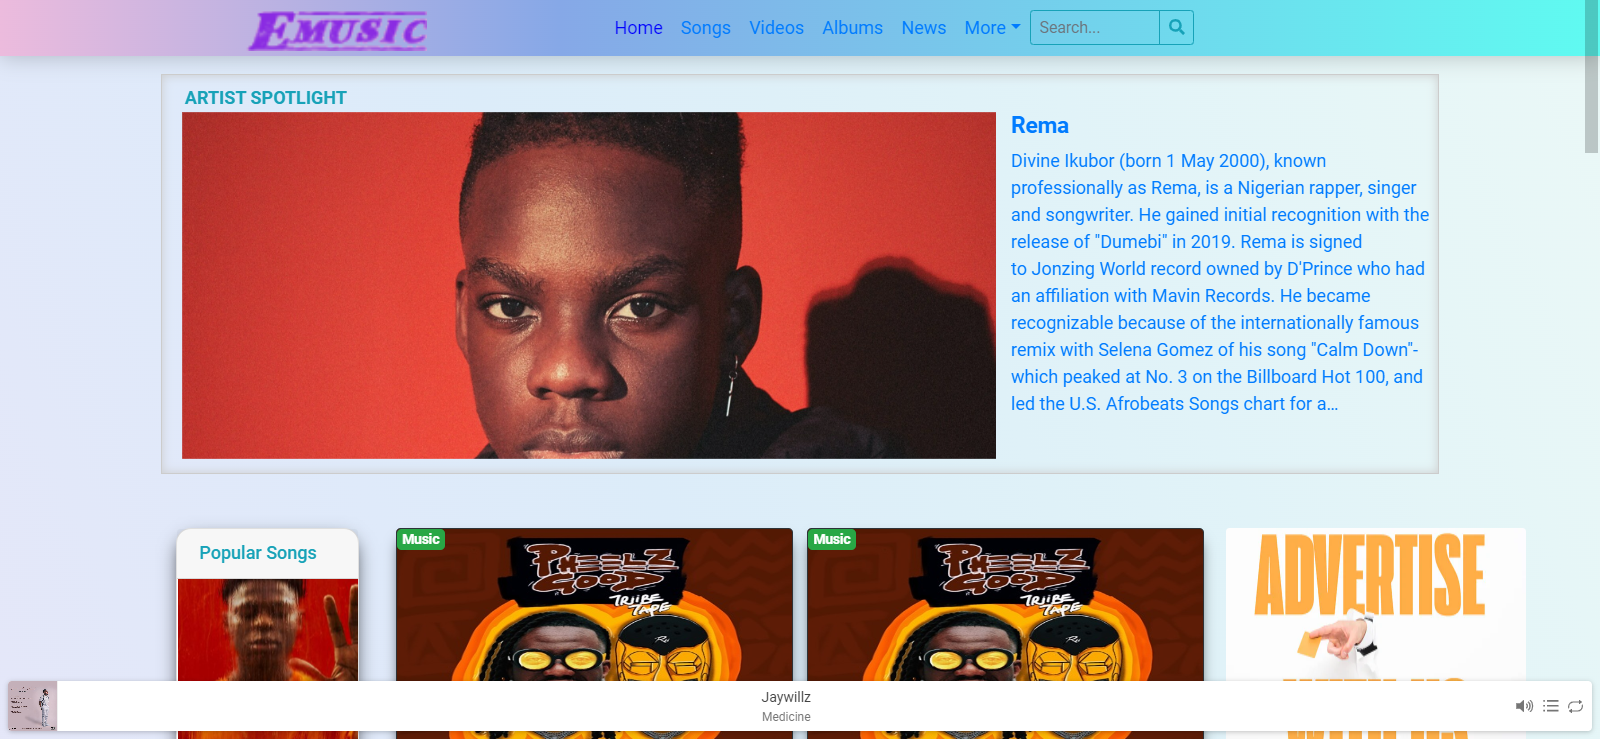 EMUSIC
Home Songs Videos Albums News More Search...
ARTIST SPOTLIGHT
Rema
Divine Ikubor (born 1 May 2000), known
professionally as Rema, is a Nigerian rapper, singer
and songwriter. He gained initial recognition with the
release of "Dumebi" in 2019. Rema is signed
to Jonzing World record owned by D'Prince who had
an affiliation with Mavin Records. He became
recognizable because of the internationally famous
remix with Selena Gomez of his song "Calm Down"-
which peaked at No. 3 on the Billboard Hot 100, and
led the U.S. Afrobeats Songs chart for a...
Popular Songs
Music
PHEELZ
GOOD
TRIIBE
TAPE
Music
PHEELZ
GOOD
TRIIBE
TAPE
ADVERTISE
WITH US
Jaywillz
Medicine